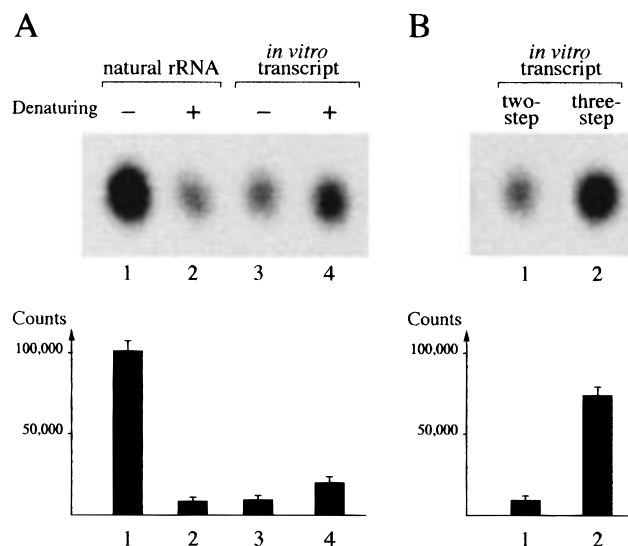 A
natural rRNA
in vitro
transcript
Denaturing – + – +
1 2 3 4
Counts
100,000
50,000
1 2 3 4
B
in vitro
transcript
two-
step
three-
step
1 2
100,000
50,000
1 2